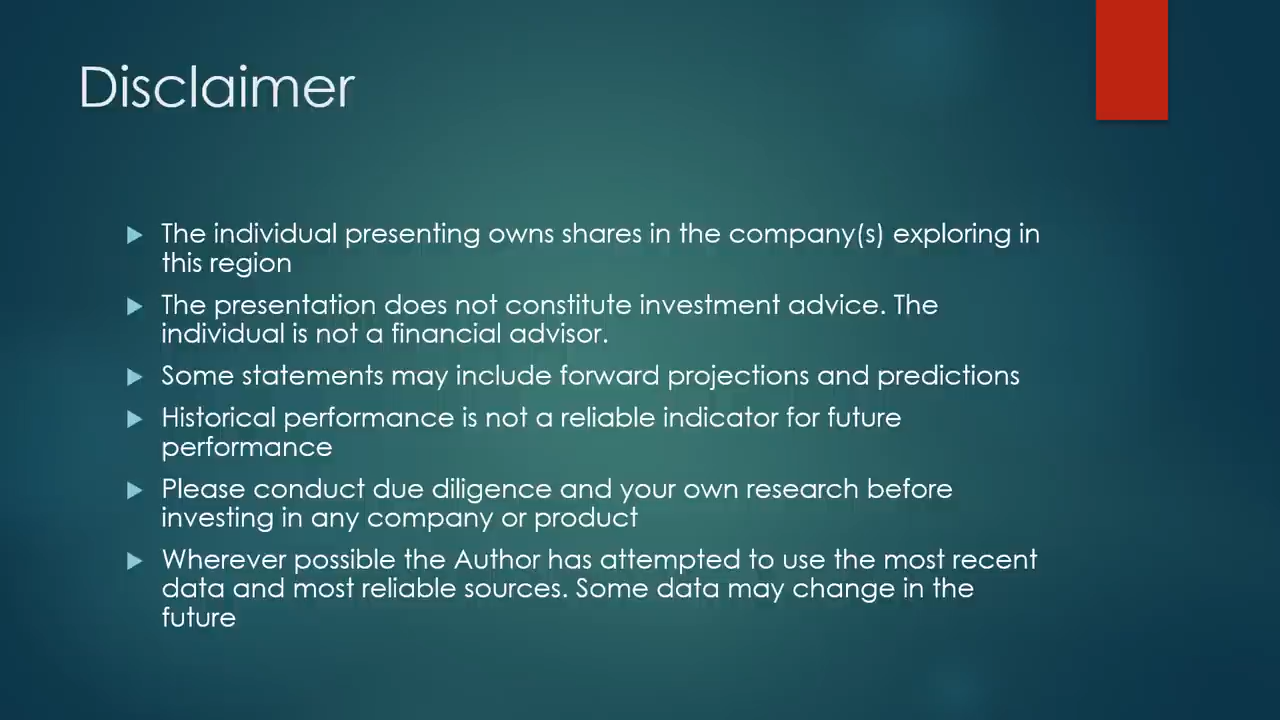 Disclaimer
The individual presenting owns shares in the company(s) exploring in
this region
The presentation does not constitute investment advice. The
individual is not a financial advisor.
Some statements may include forward projections and predictions
Historical performance is not a reliable indicator for future
performance
Please conduct due diligence and your own research before
investing in any company or product
Wherever possible the Author has attempted to use the most recent
data and most reliable sources. Some data may change in the
future